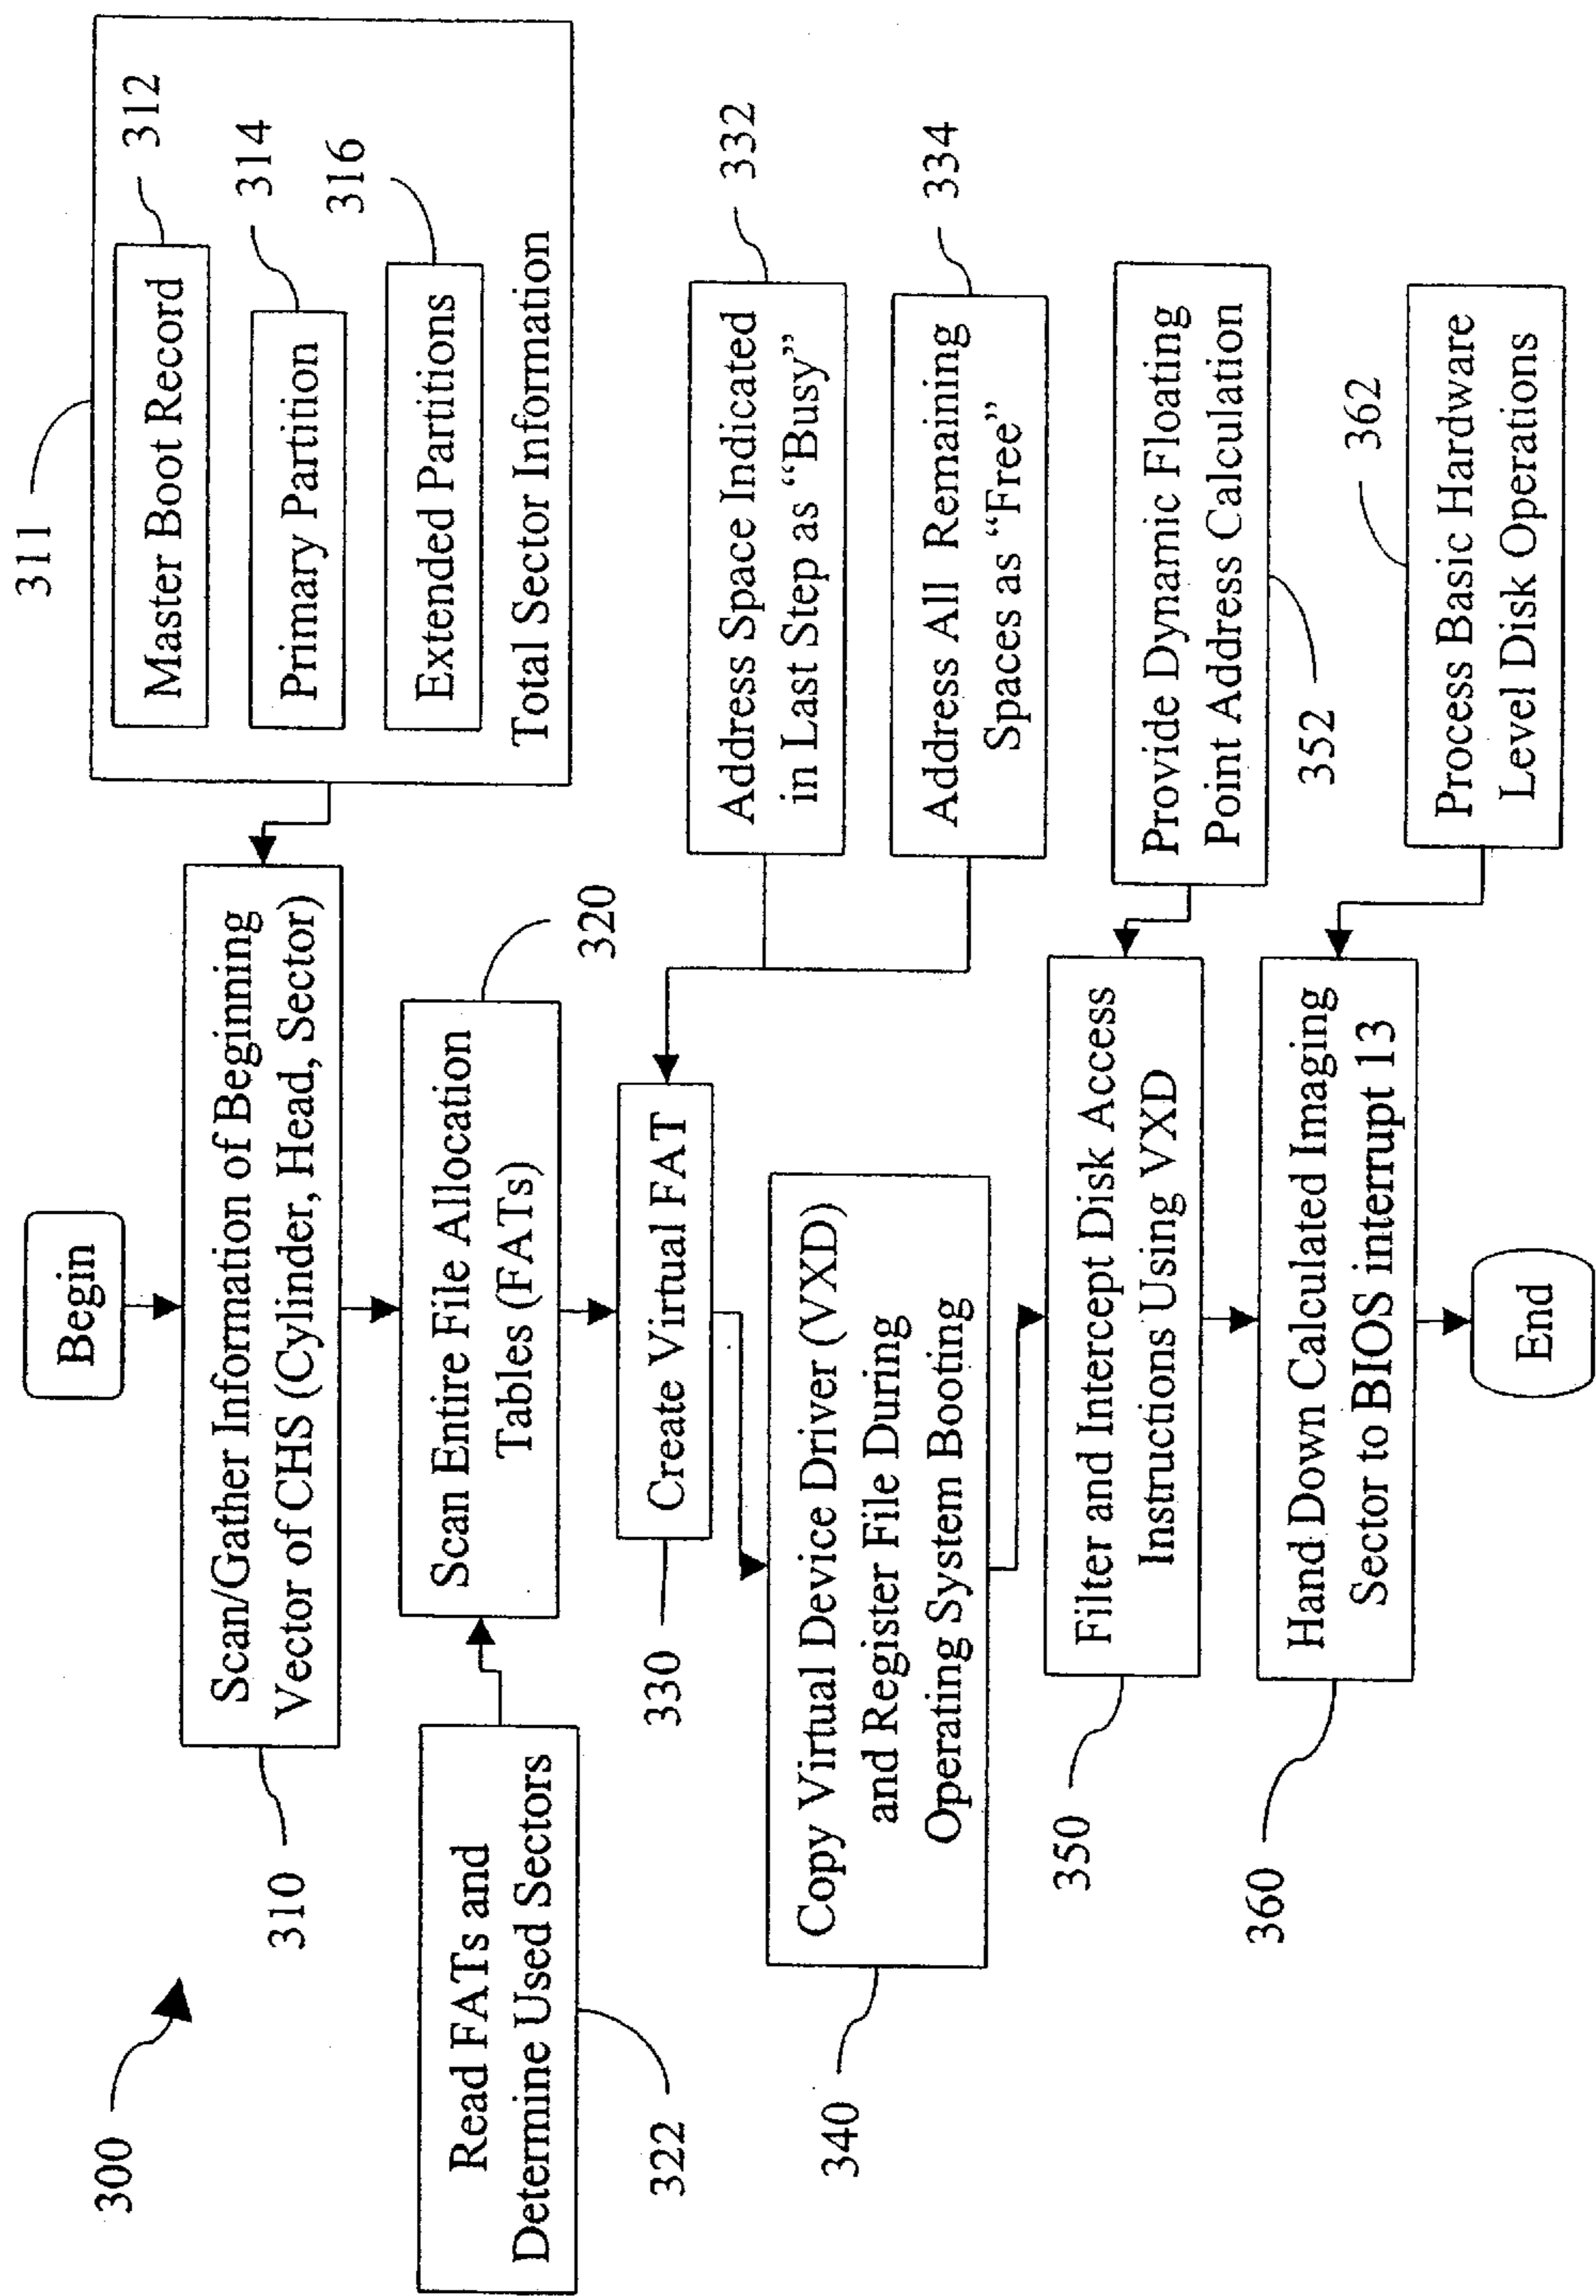 300
Begin
Scan/Gather Information of Beginning
Vector of CHS (Cylinder, Head, Sector)
310
311
Master Boot Record
312
Primary Partition
314
Extended Partitions
316
Total Sector Information
Scan Entire File Allocation
Tables (FATs)
320
Read FATs and
Determine Used Sectors
322
Create Virtual FAT
330
Address Space Indicated
in Last Step as “Busy”
332
Address All Remaining
Spaces as “Free”
334
Copy Virtual Device Driver (VXD)
and Register File During
Operating System Booting
340
Filter and Intercept Disk Access
Instructions Using VXD
350
Provide Dynamic Floating
Point Address Calculation
352
Hand Down Calculated Imaging
Sector to BIOS interrupt 13
360
Process Basic Hardware
Level Disk Operations
362
End